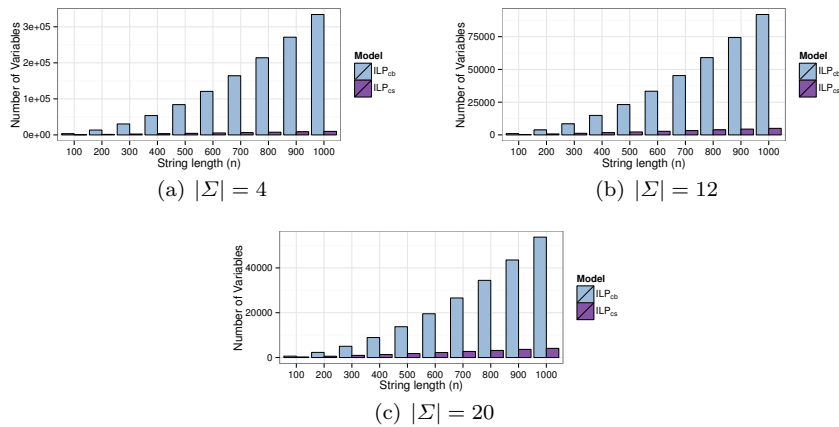 3e+05
2e+05
1e+05
0e+00
Number of Variables
100 200 300 400 500 600 700 800 900 1000
String length (n)
Model
ILPcb
ILPcs
(a) |Σ| = 4
75000
50000
25000
0
Number of Variables
100 200 300 400 500 600 700 800 900 1000
String length (n)
Model
ILPcb
ILPcs
(b) |Σ| = 12
40000
20000
0
Number of Variables
100 200 300 400 500 600 700 800 900 1000
String length (n)
Model
ILPcb
ILPcs
(c) |Σ| = 20